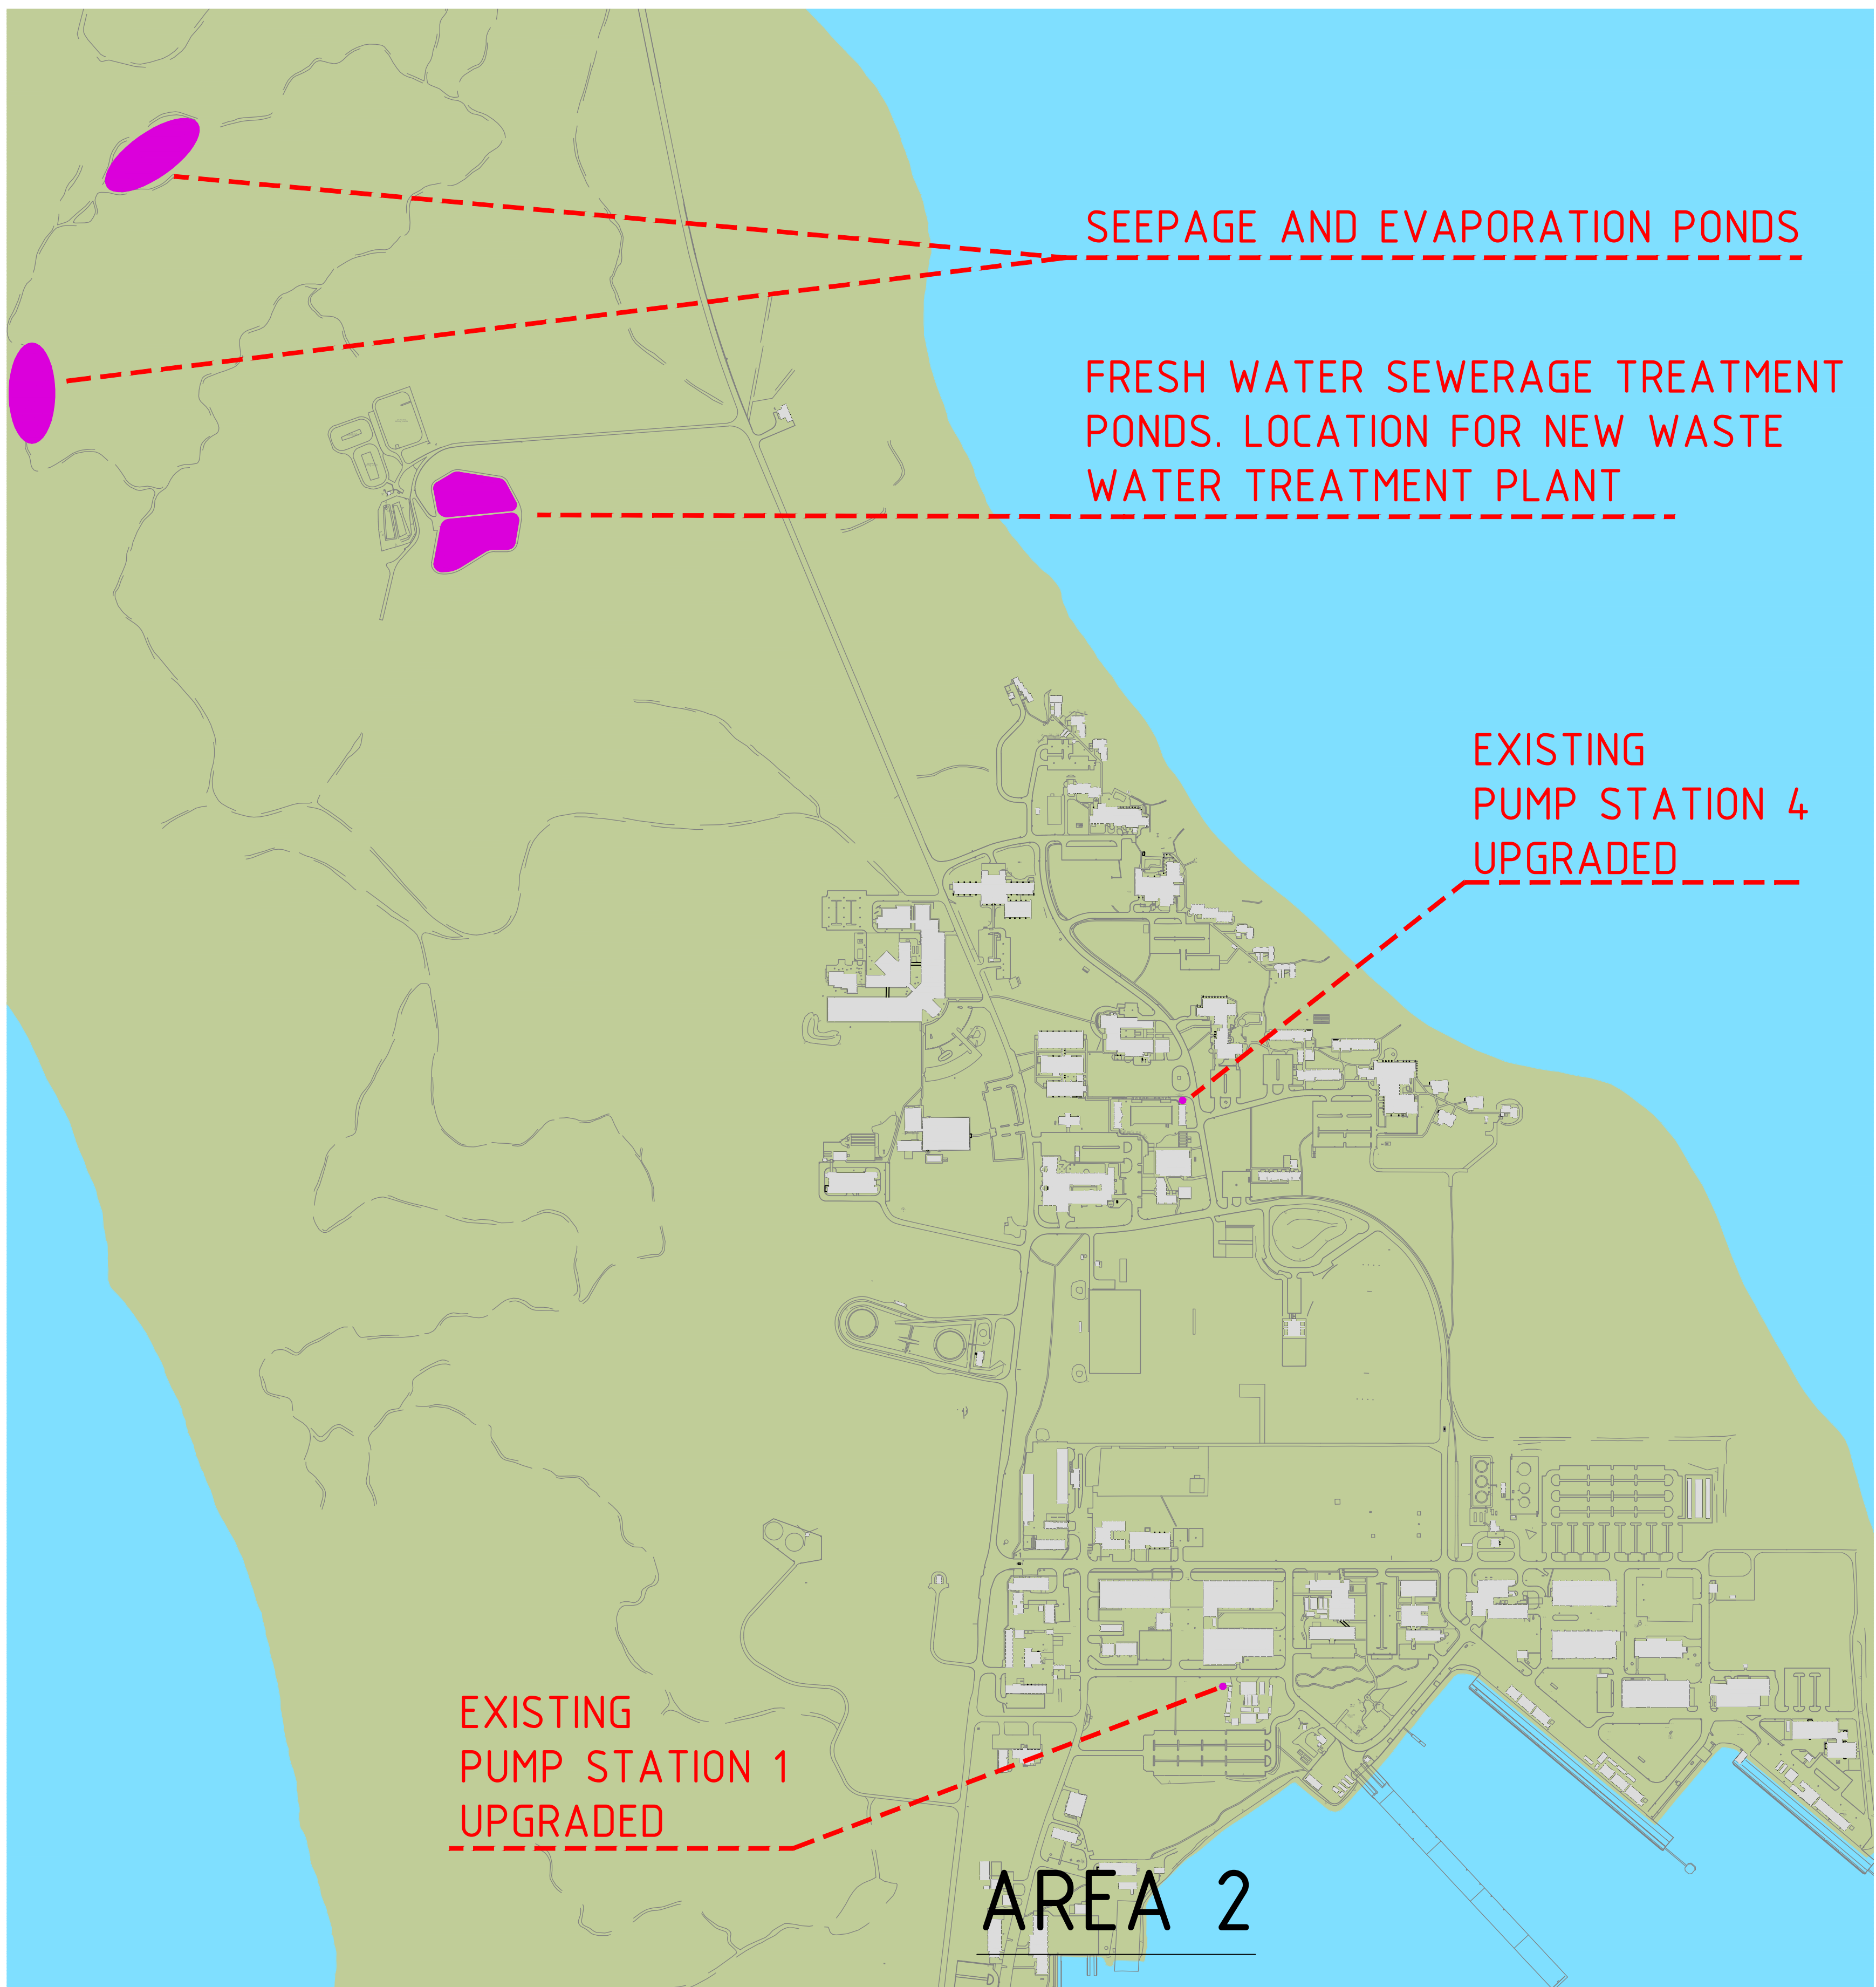 SEEPAGE AND EVAPORATION PONDS
FRESH WATER SEWERAGE TREATMENT
PONDS. LOCATION FOR NEW WASTE
WATER TREATMENT PLANT
EXISTING
PUMP STATION 4
UPGRADED
EXISTING
PUMP STATION 1
UPGRADED
AREA 2